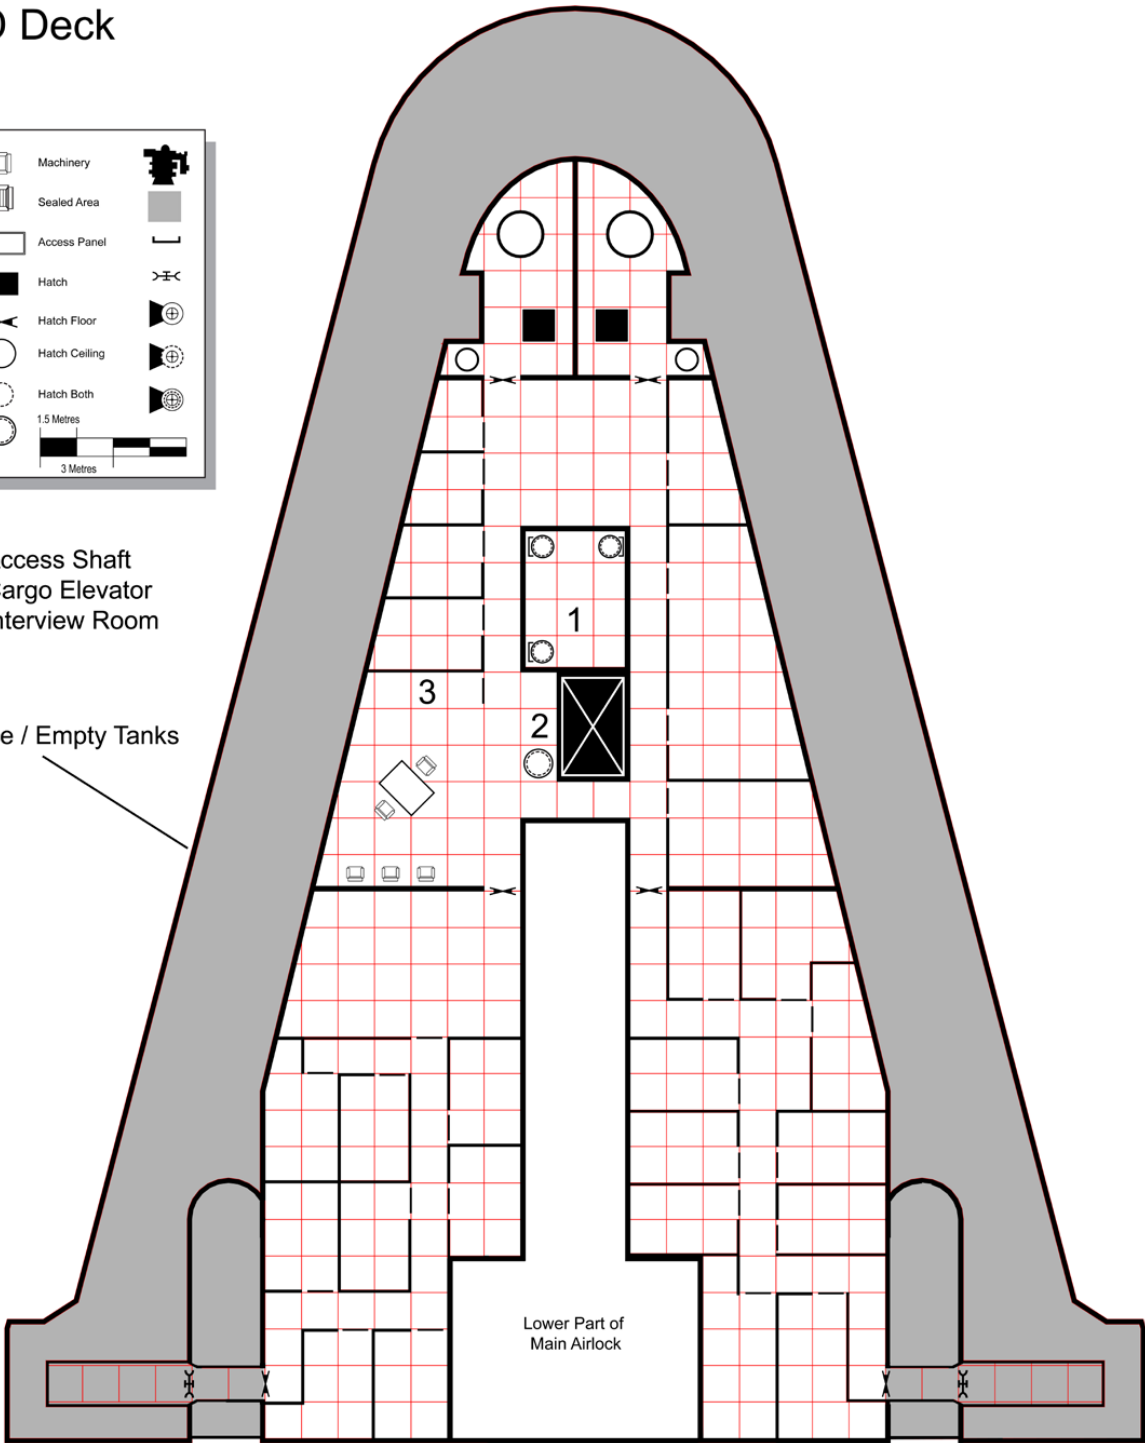 D Deck
Machinery
Sealed Area
Access Panel
Hatch
Hatch Floor
Hatch Ceiling
Hatch Both
1.5 Metres
3 Metres
ccess Shaft
argo Elevator
nterview Room
e / Empty Tanks
1
2
3
Lower Part of
Main Airlock